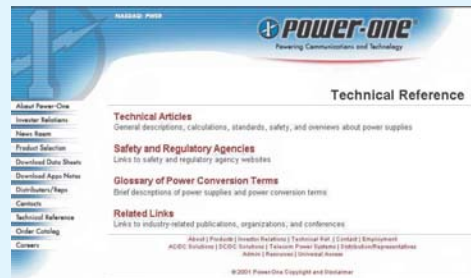 NASDAQ: PWER
POWER-ONE
Powering Communications and Technology
Technical Reference
About Power-One
Investor Relations
News Room
Product Selection
Download Data Sheets
Download Apps Notes
Distributors/Reps
Contacts
Technical Reference
Order Catalog
Careers
Technical Articles
General descriptions, calculations, standards, safety, and overviews about power supplies
Safety and Regulatory Agencies
Links to safety and regulatory agency websites
Glossary of Power Conversion Terms
Brief descriptions of power supplies and power conversion terms
Related Links
Links to industry-related publications, organizations, and conferences
About | Products | Investor Relations | Technical Ref. | Contact | Employment
AC/DC Solutions | DC/DC Solutions | Telecom Power Systems | Distribution/Representatives
Admin | Resources | Universal Access
© 2001 Power-One Copyright and Disclaimer